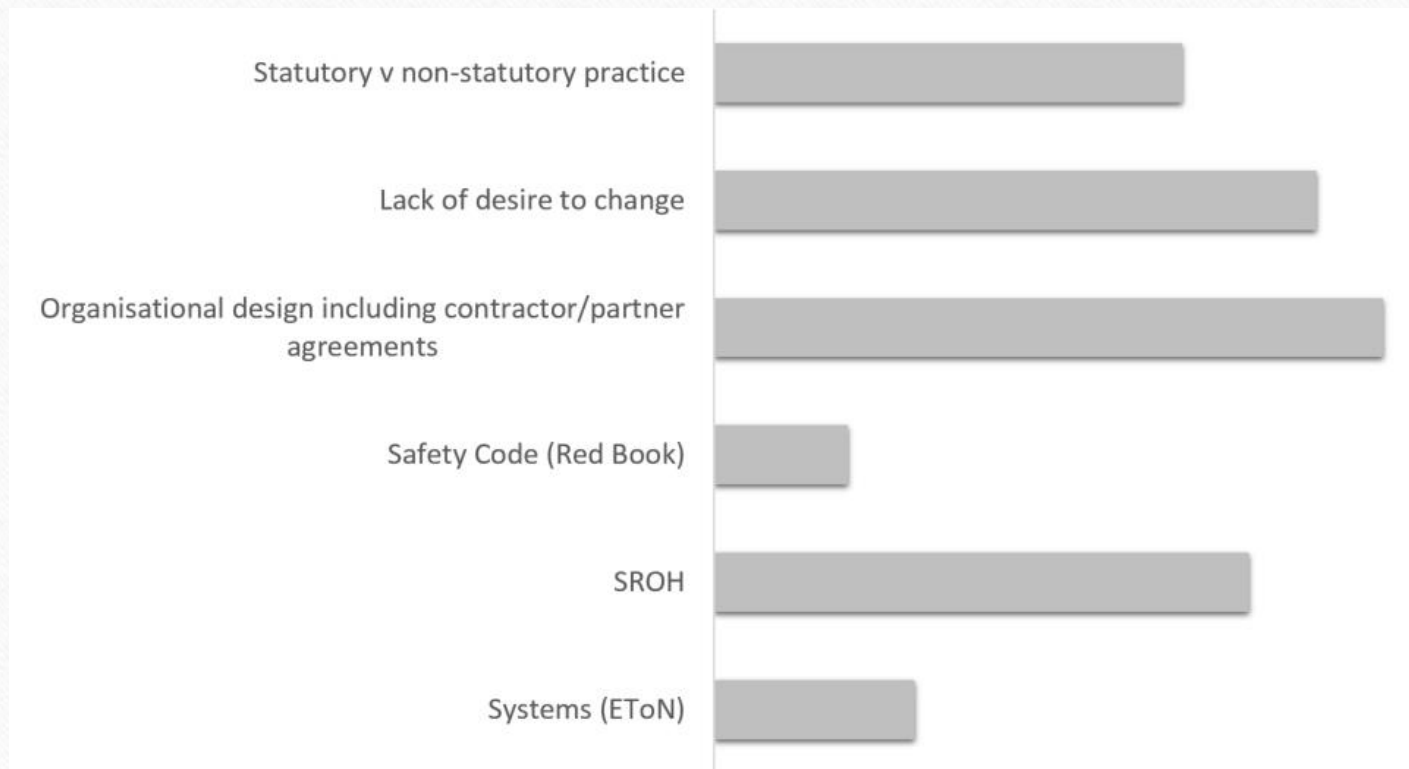 Statutory v non-statutory practice
Lack of desire to change
Organisational design including contractor/partner
agreements
Safety Code (Red Book)
SROH
Systems (EToN)